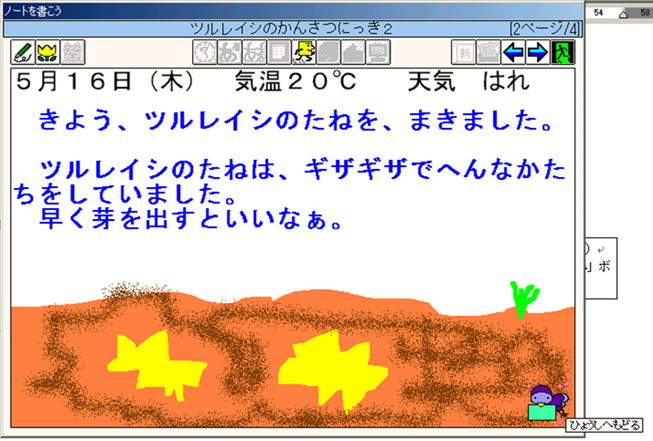 ノートを書こう
ツルレイシのかんさつにっき２
[2ページ/4]
54
58
５月１６日（木）　気温２０℃　　天気　はれ
きよう、ツルレイシのたねを、まきました。
ツルレイシのたねは、ギザギザでへんなかた
ちをしていました。
早く芽を出すといいなぁ。
）
」ボ
ひょうしへもどる